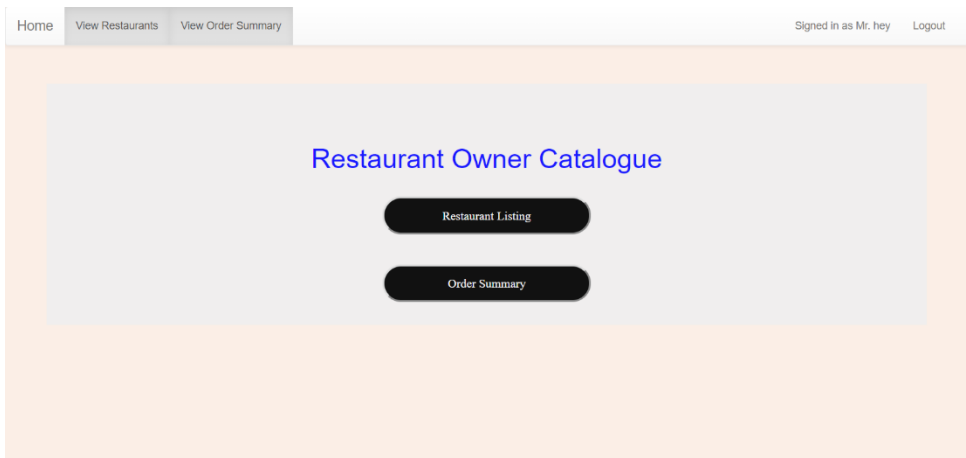 Home View Restaurants View Order Summary Signed in as Mr. hey Logout
Restaurant Owner Catalogue
Restaurant Listing
Order Summary